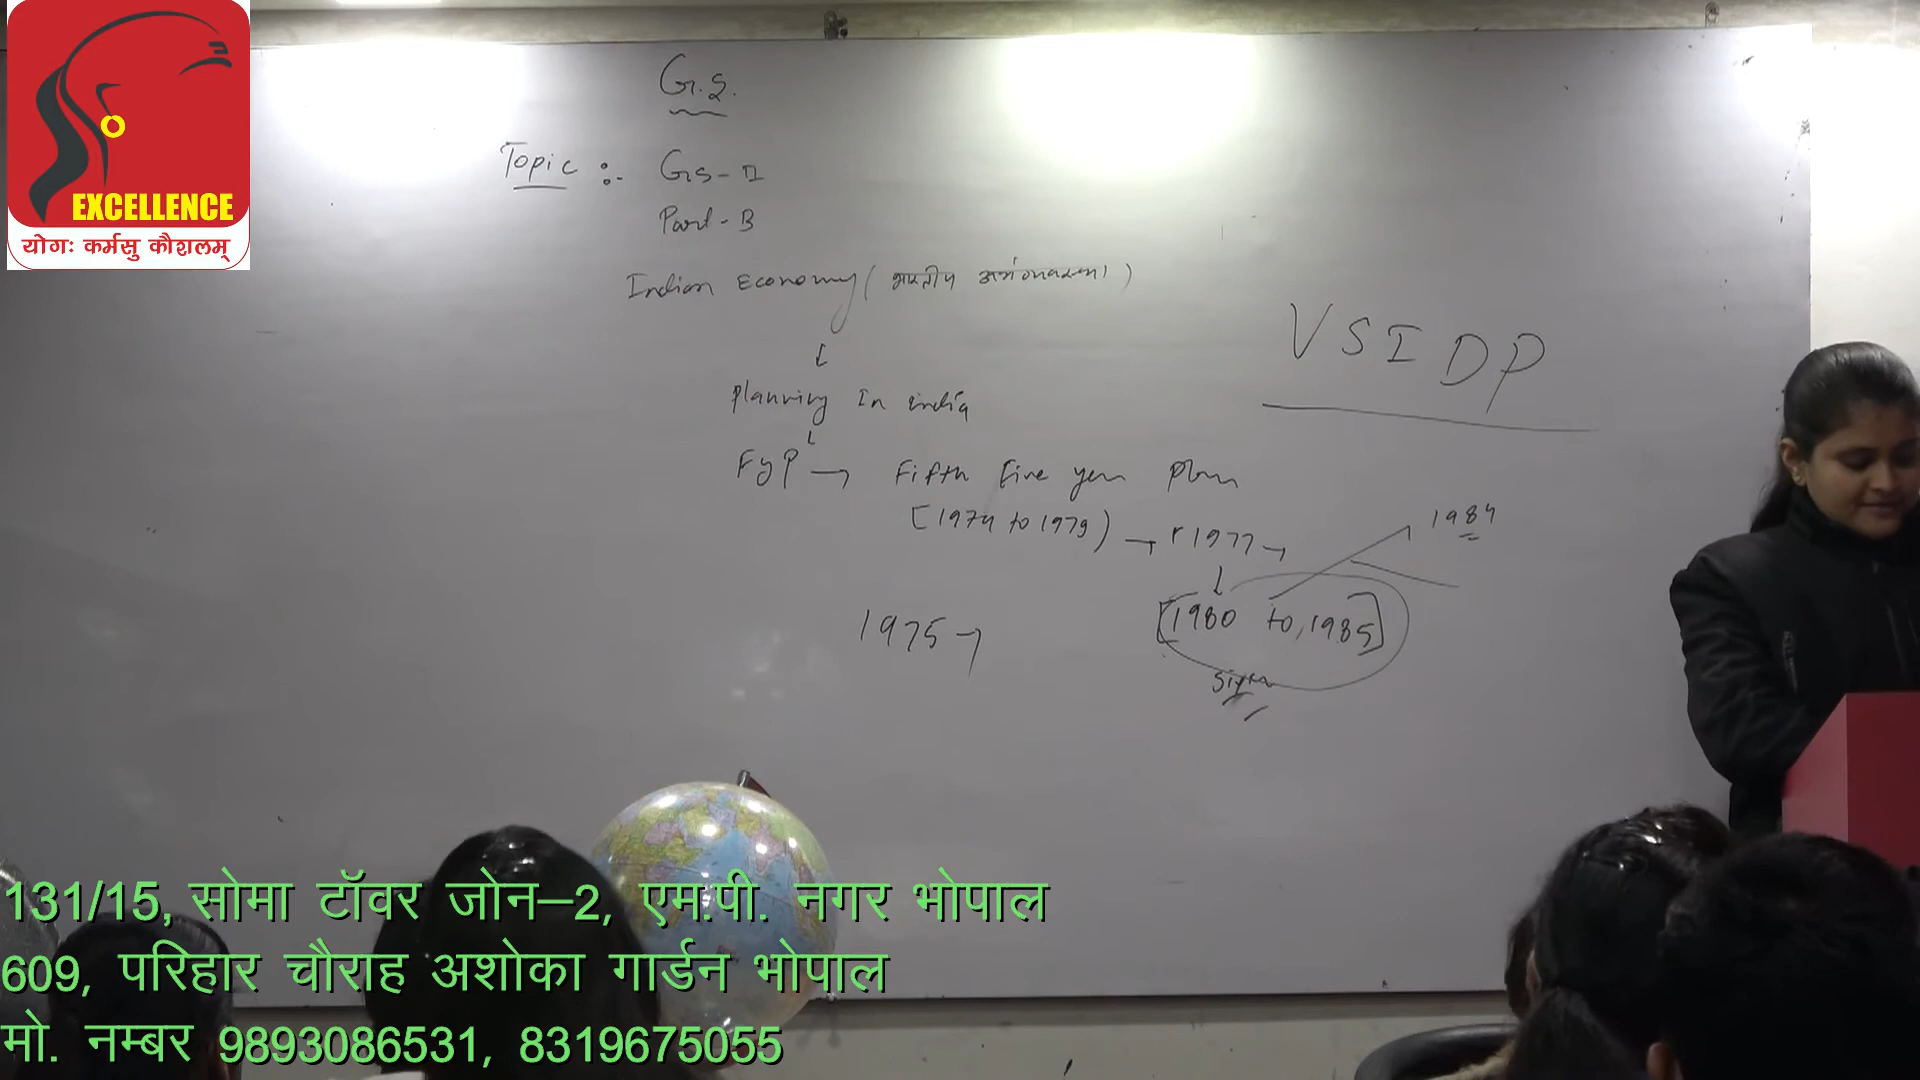 EXCELLENCE
योगः कर्मसु कौशलम्
G.S.
Topic :- GS-II
Part-B
Indian Economy (भारतीय अर्थव्यवस्था)
VSIDP
Planning In india
FYP → Fifth Five year Plan
[1974 to 1979) → 1977 →
1984
1975 →
[1980 to, 1985]
131/15, सोमा टॉवर जोन–2, एम.पी. नगर भोपाल
609, परिहार चौराह अशोका गार्डन भोपाल
मो. नम्बर 9893086531, 8319675055